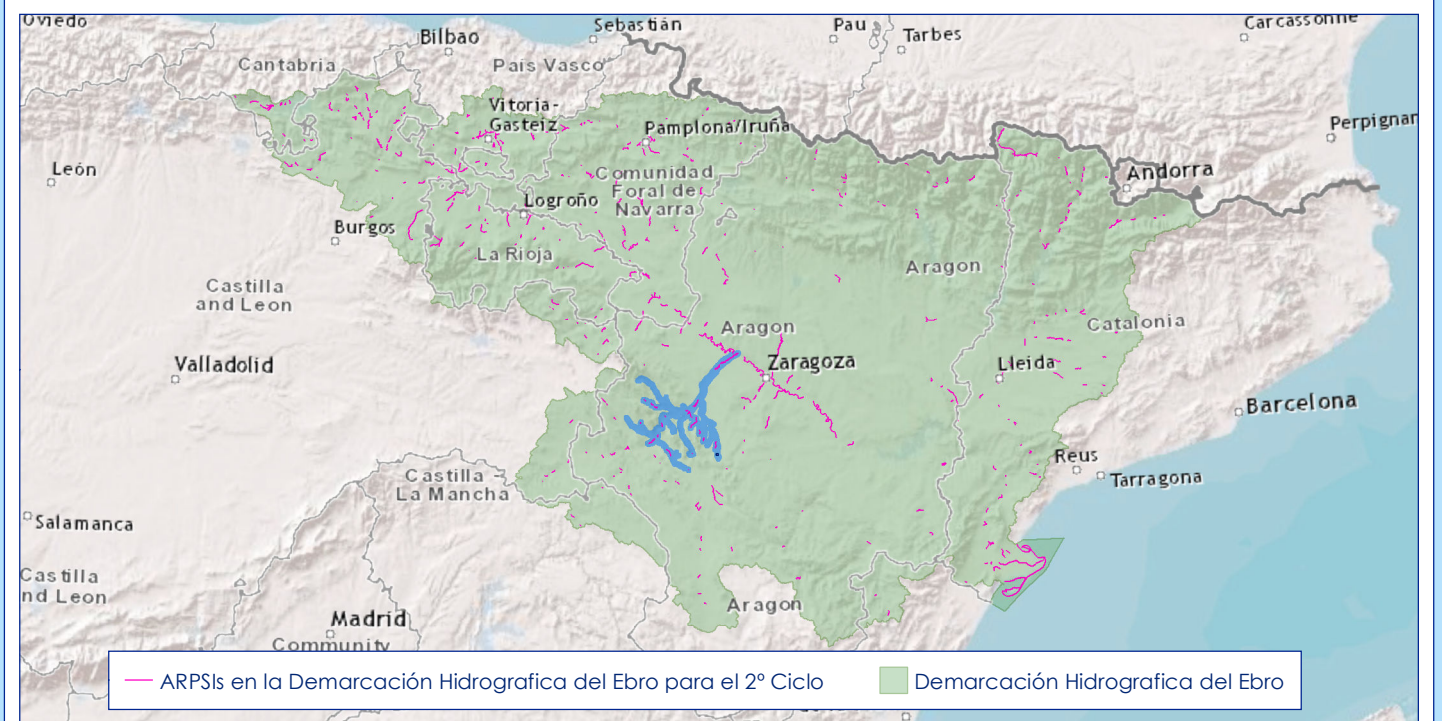 Oviedo
Sebastián
Pau
Tarbes
Carcassonne
Bilbao
Cantabria
Pais Vasco
Vitoria-
Gasteiz
Pamplona/Iruña
Perpignan
León
Andorra
Comunidad
Foral de
Navarra
Logroño
Burgos
La Rioja
Aragon
Castilla
and Leon
Catalonia
Aragon
Valladolid
Zaragoza
Lleida
Barcelona
Reus
Tarragona
Castilla
La Mancha
Salamanca
Castilla
nd Leon
Aragon
Madrid
Community
ARPSIs en la Demarcación Hidrografica del Ebro para el 2º Ciclo
Demarcación Hidrografica del Ebro